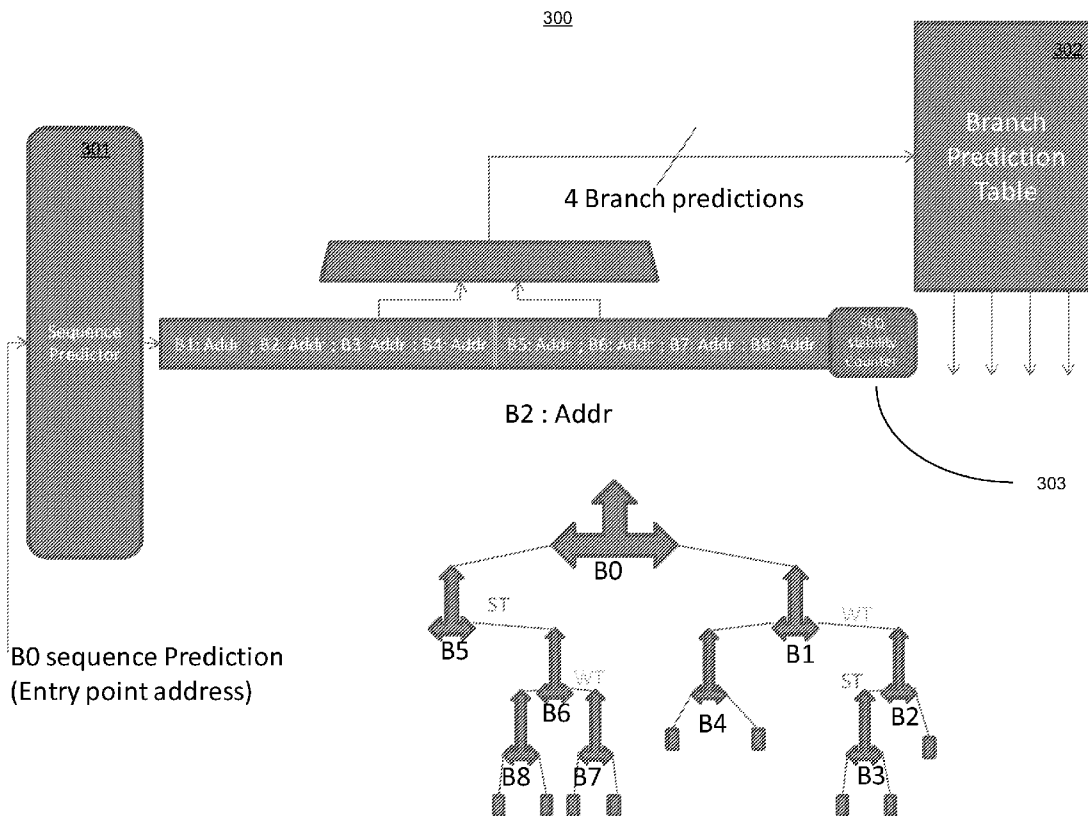 300
302
Branch
Prediction
Table
301
4 Branch predictions
Sequence
Predictor
B1: Addr ; B2: Addr ; B3: Addr ; B4: Addr
B5: Addr ; B6: Addr ; B7: Addr ; B8: Addr
B2 : Addr
303
B0
ST
WT
B5
B1
B0 sequence Prediction
(Entry point address)
WT
ST
B6
B4
B2
B8
B7
B3